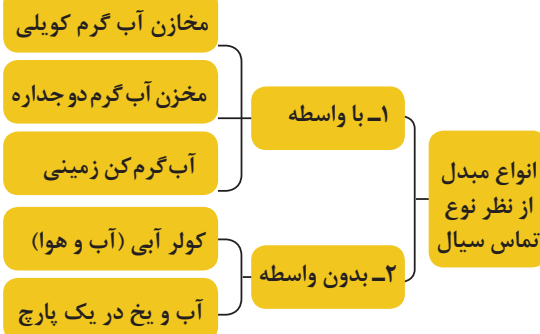 انواع مبدل
از نظر نوع
تماس سیال
۱ـ با واسطه
مخازن آب گرم کویلی
مخزن آب گرم دو جداره
آب‌گرم‌کن زمینی
۲ـ بدون واسطه
کولر آبی (آب و هوا)
آب و یخ در یک پارچ